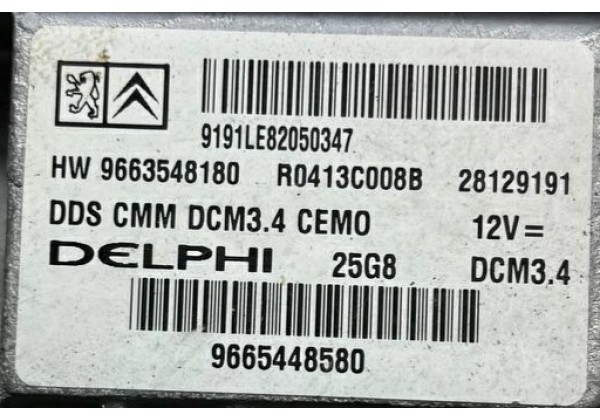 9191LE82050347
HW 9663548180 R0413C008B 28129191
DDS CMM DCM3.4 CEMO 12V=
DELPHI 25G8 DCM3.4
9665448580